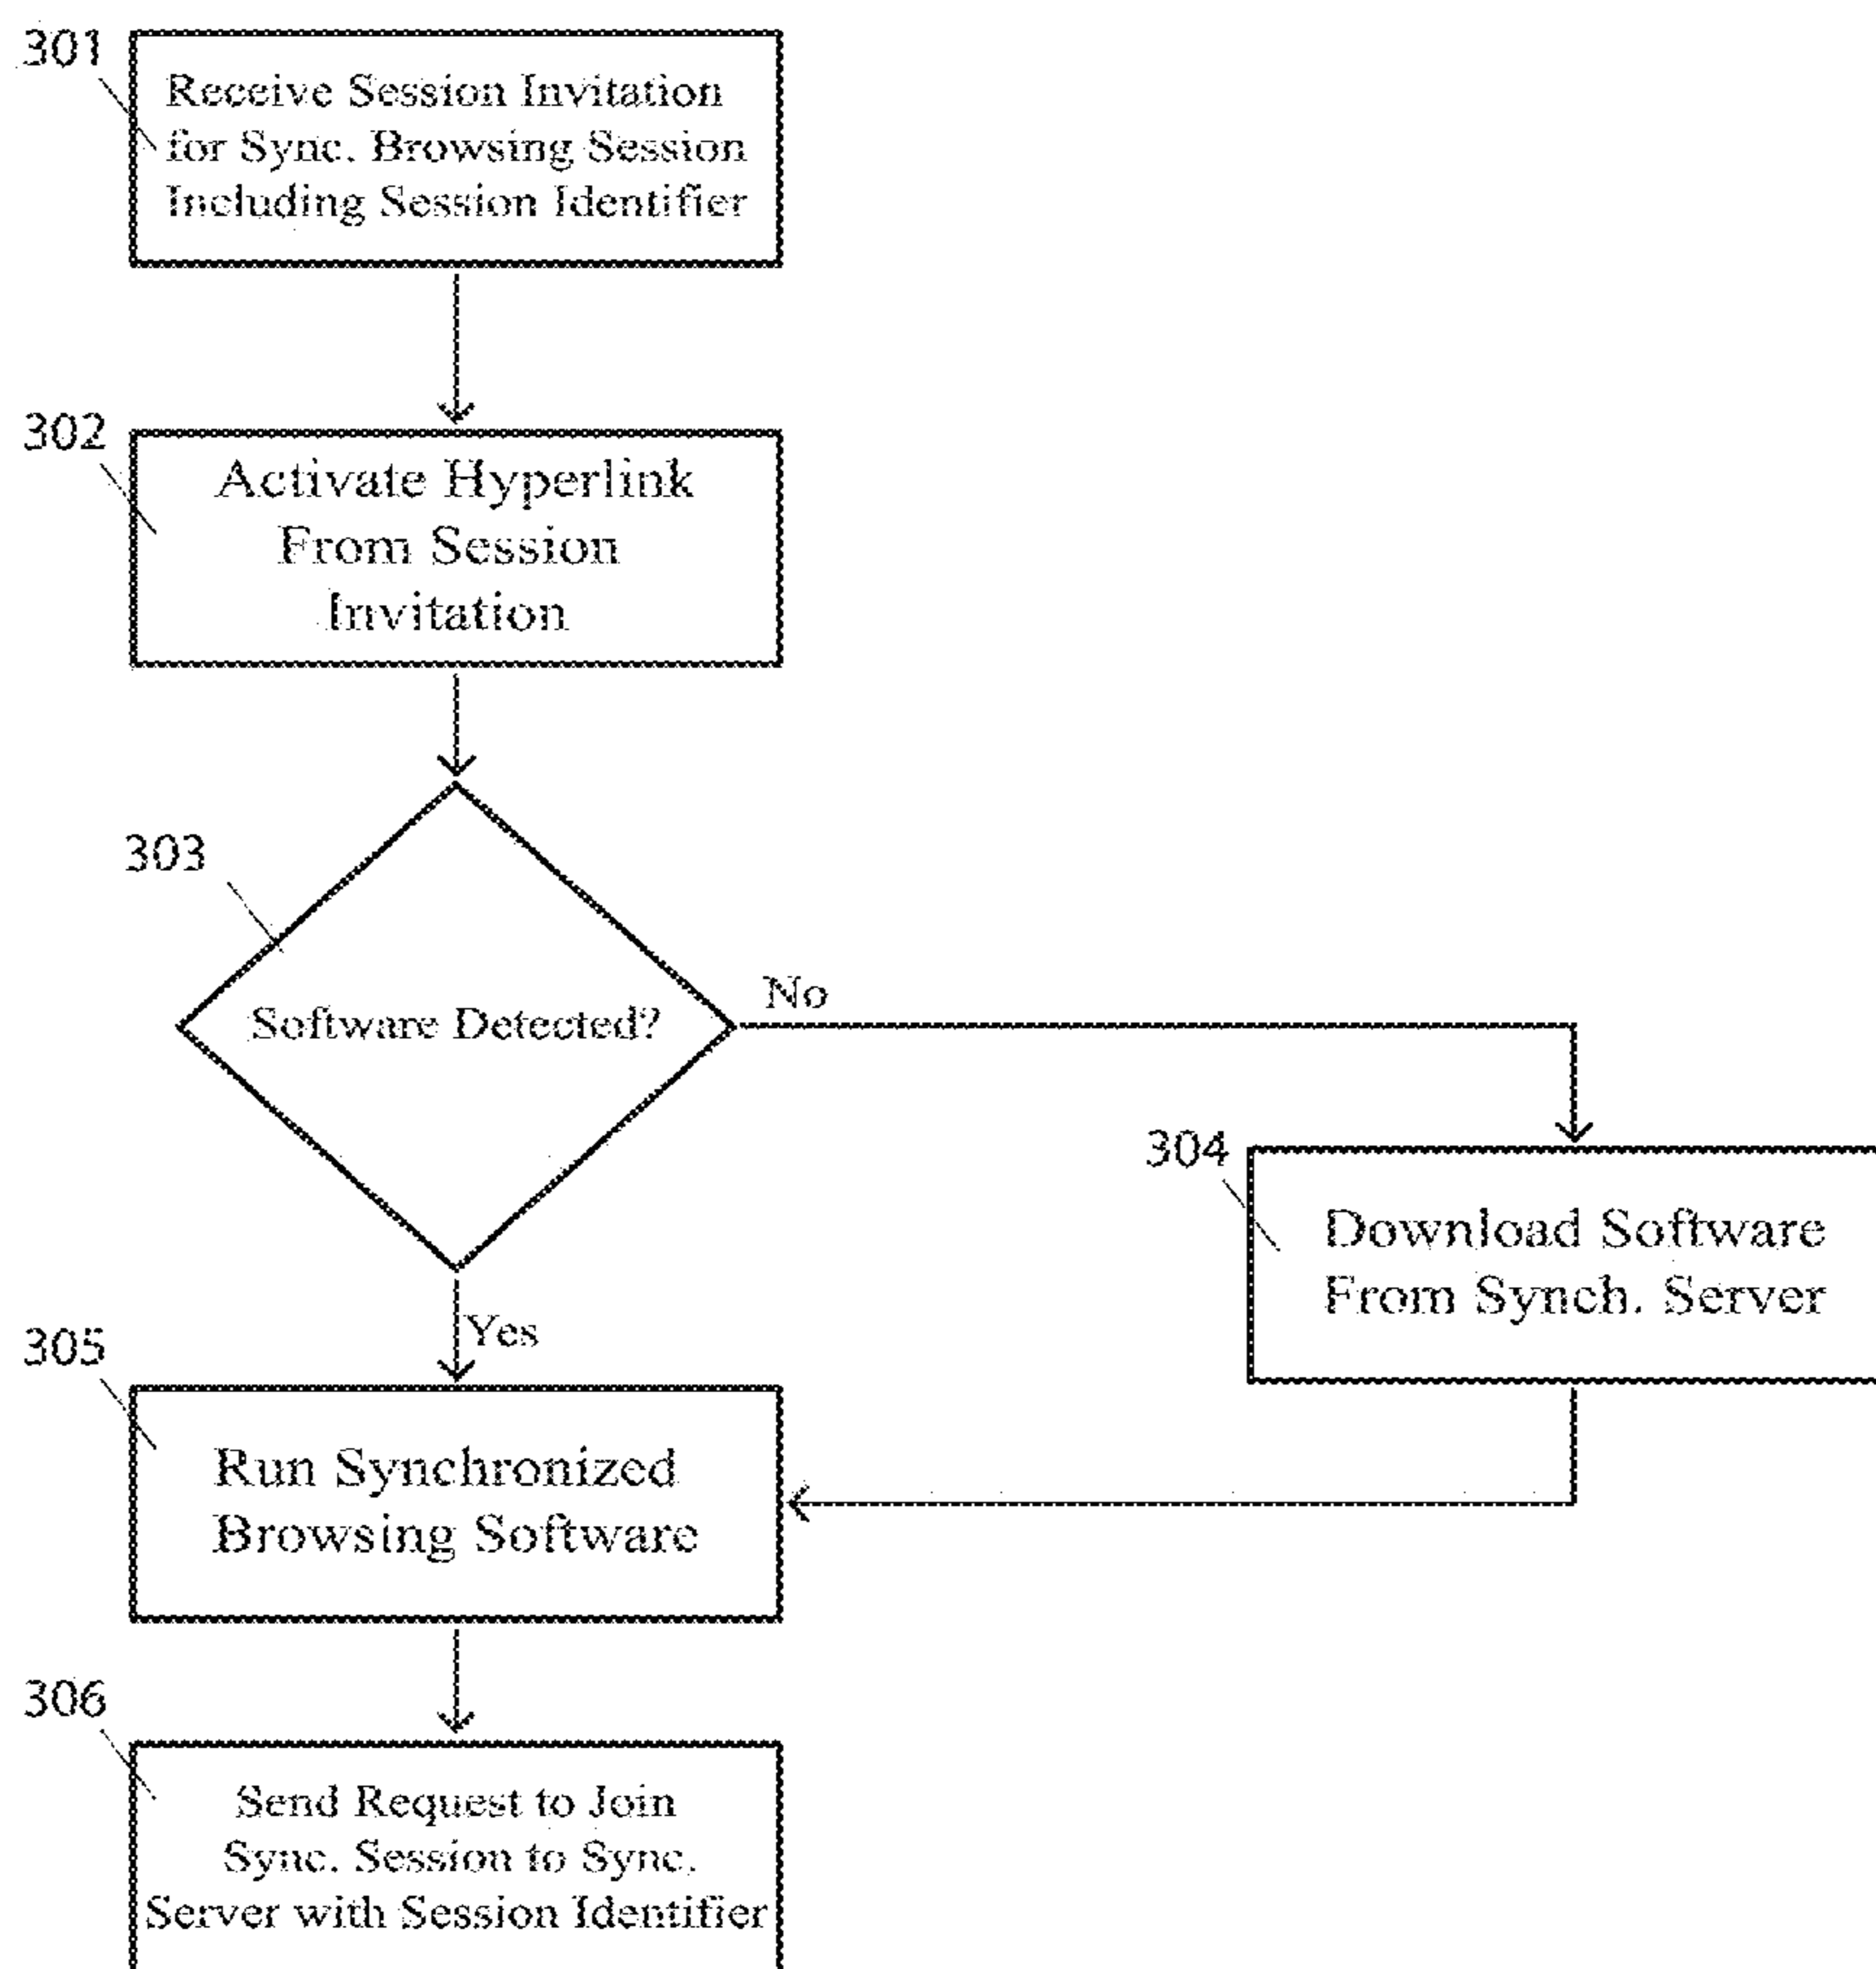 301
Receive Session Invitation
for Sync. Browsing Session
Including Session Identifier
302
Activate Hyperlink
From Session
Invitation
303
Software Detected?
No
304
Download Software
From Synch. Server
Yes
305
Run Synchronized
Browsing Software
306
Send Request to Join
Sync. Session to Sync.
Server with Session Identifier